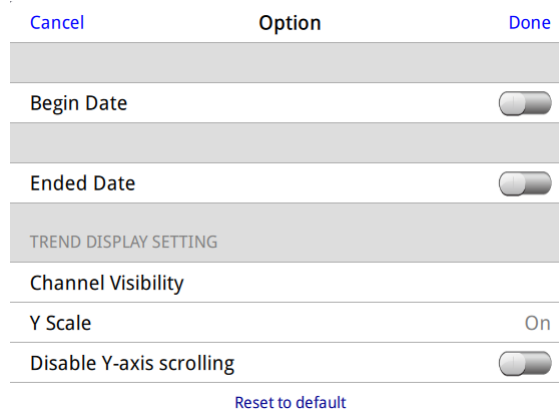 Cancel Option Done
Begin Date
Ended Date
TREND DISPLAY SETTING
Channel Visibility
Y Scale On
Disable Y-axis scrolling
Reset to default